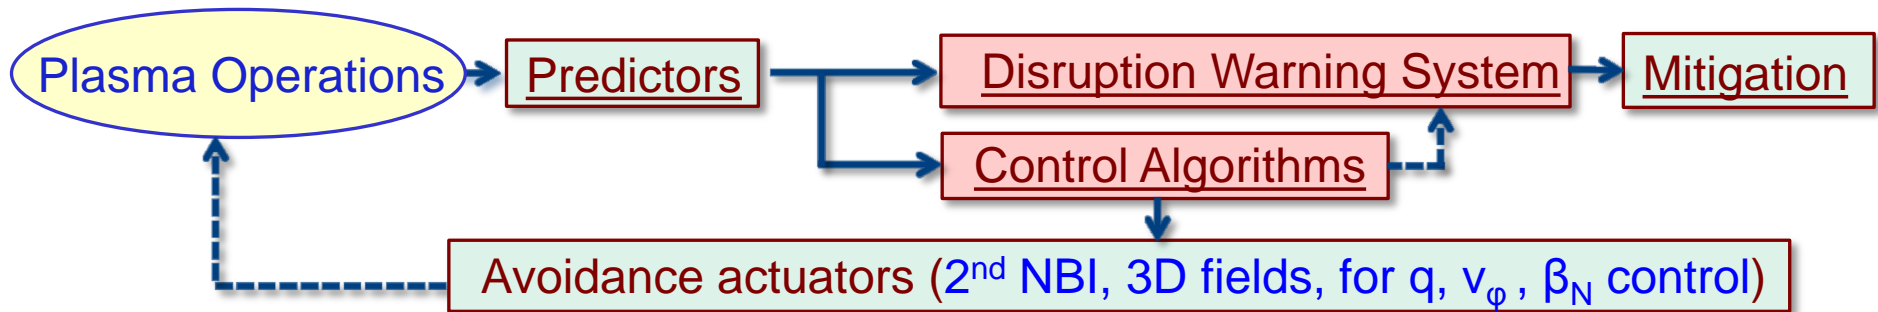 Plasma Operations
Predictors
Disruption Warning System
Mitigation
Control Algorithms
Avoidance actuators (2nd NBI, 3D fields, for q, vφ , βN control)